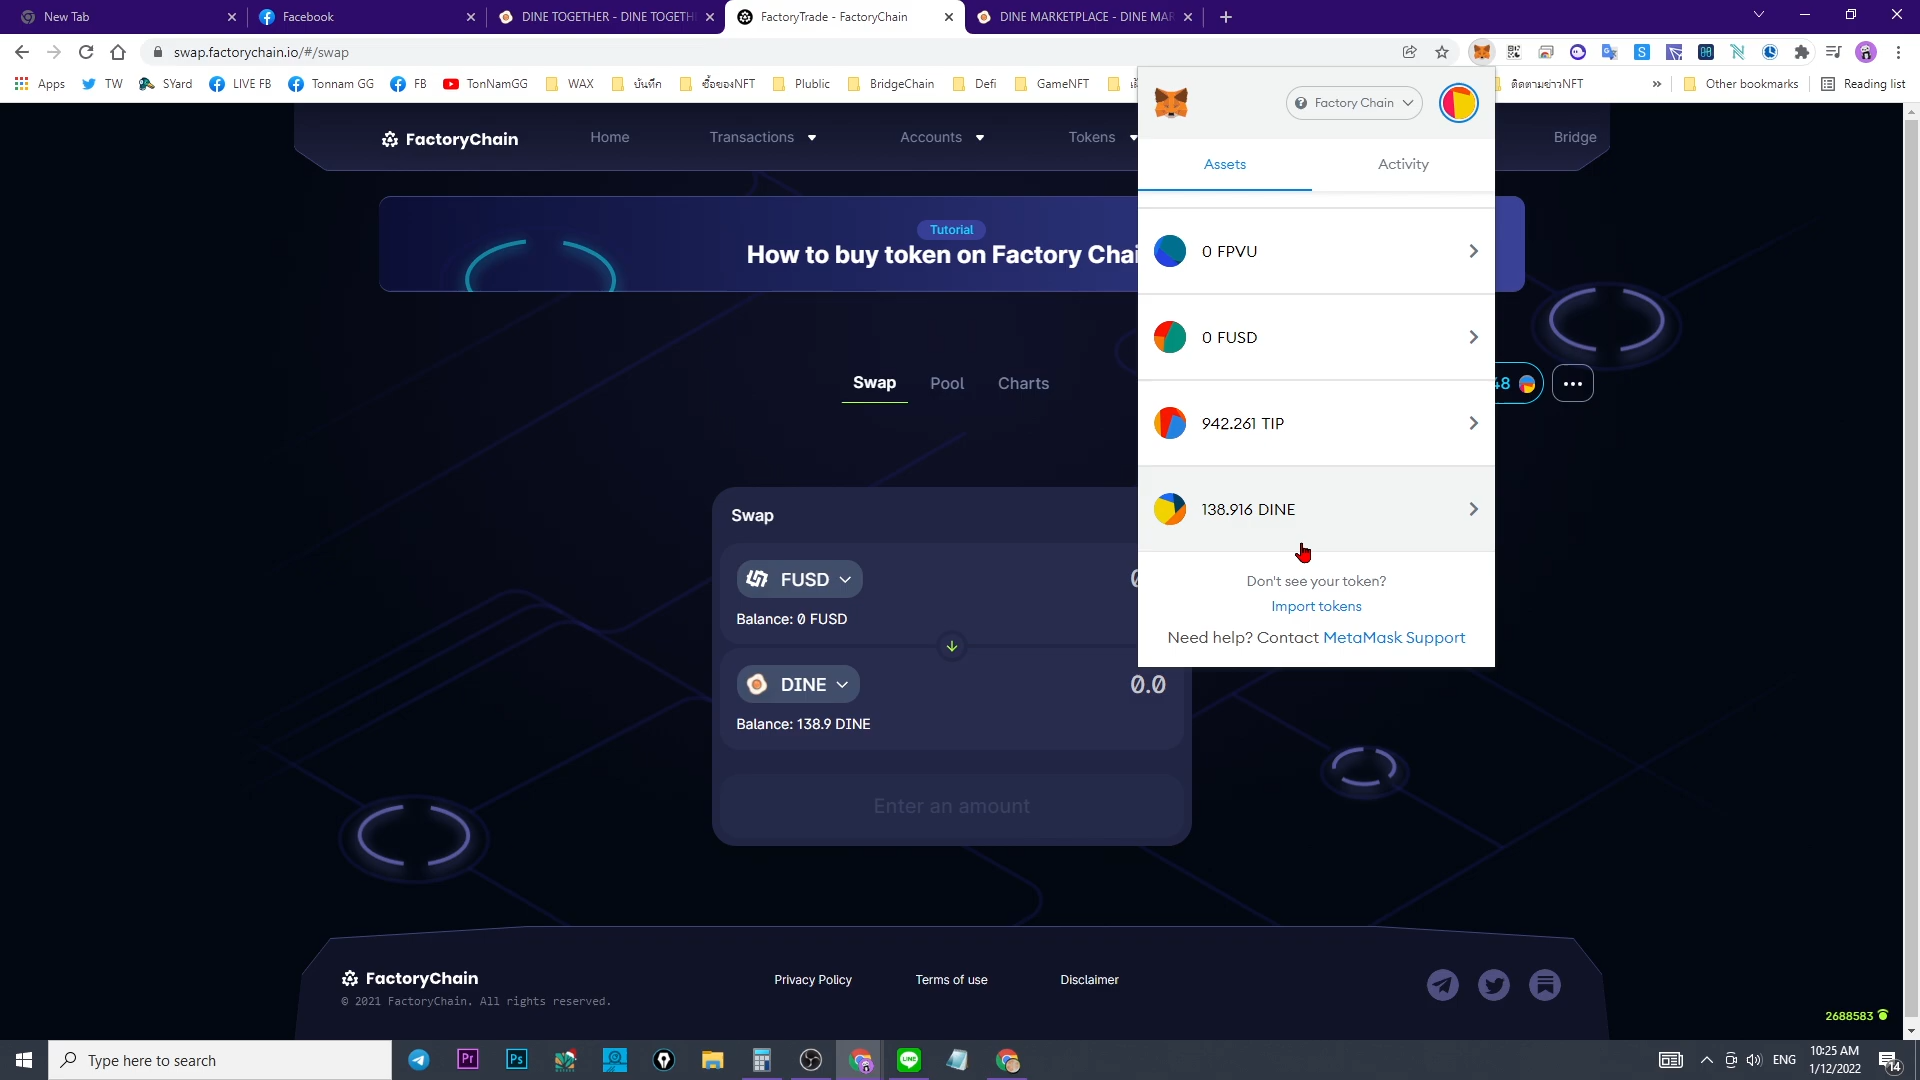 New Tab
Facebook
DINE TOGETHER - DINE TOGETH
FactoryTrade - FactoryChain
DINE MARKETPLACE - DINE MAR
swap.factorychain.io/#/swap
Apps
TW
SYard
LIVE FB
Tonnam GG
FB
TonNamGG
WAX
บันทึก
ซื้อของNFT
Plublic
BridgeChain
Defi
GameNFT
ติดตามข่าวNFT
Other bookmarks
Reading list
FactoryChain
Home
Transactions
Accounts
Tokens
Bridge
Factory Chain
Assets
Activity
Tutorial
How to buy token on Factory Chai
0 FPVU
0 FUSD
942.261 TIP
138.916 DINE
Don't see your token?
Import tokens
Need help? Contact MetaMask Support
Swap
Pool
Charts
48
Swap
FUSD
Balance: 0 FUSD
DINE
0.0
Balance: 138.9 DINE
Enter an amount
FactoryChain
© 2021 FactoryChain. All rights reserved.
Privacy Policy
Terms of use
Disclaimer
2688583
Type here to search
Pr
Ps
LINE
ENG
10:25 AM
1/12/2022
14